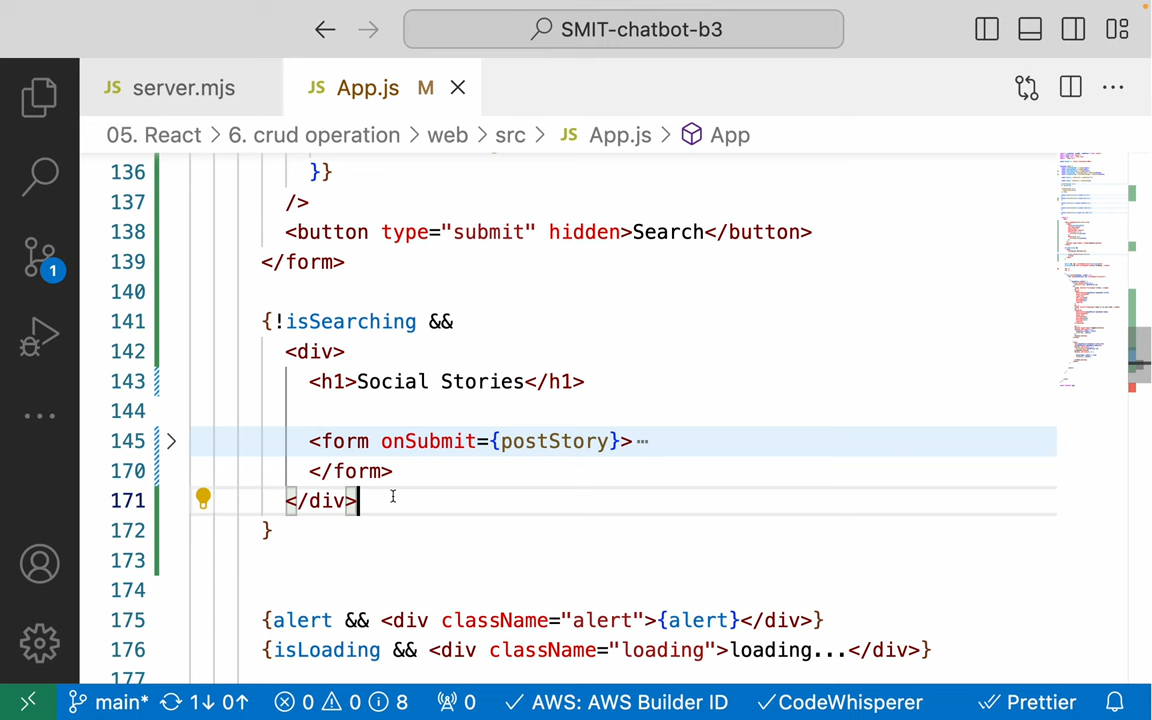 SMIT-chatbot-b3
JS server.mjs JS App.js M
05. React > 6. crud operation > web > src > JS App.js > App
136 }}
137 />
138 <button type="submit" hidden>Search</button>
139 </form>
140
141 {!isSearching &&
142 <div>
143 <h1>Social Stories</h1>
144
145 <form onSubmit={postStory}>
170 </form>
171 </div>
172 }
173
174
175 {alert && <div className="alert">{alert}</div>}
176 {isLoading && <div className="loading">loading...</div>}
177
1
main* 1↓ 0↑ 0 0 8 0 AWS: AWS Builder ID CodeWhisperer Prettier